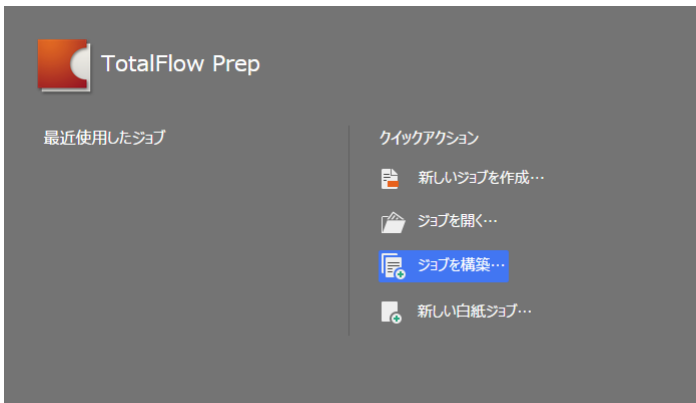 TotalFlow Prep
最近使用したジョブ
クイックアクション
新しいジョブを作成…
ジョブを開く…
ジョブを構築…
新しい白紙ジョブ…